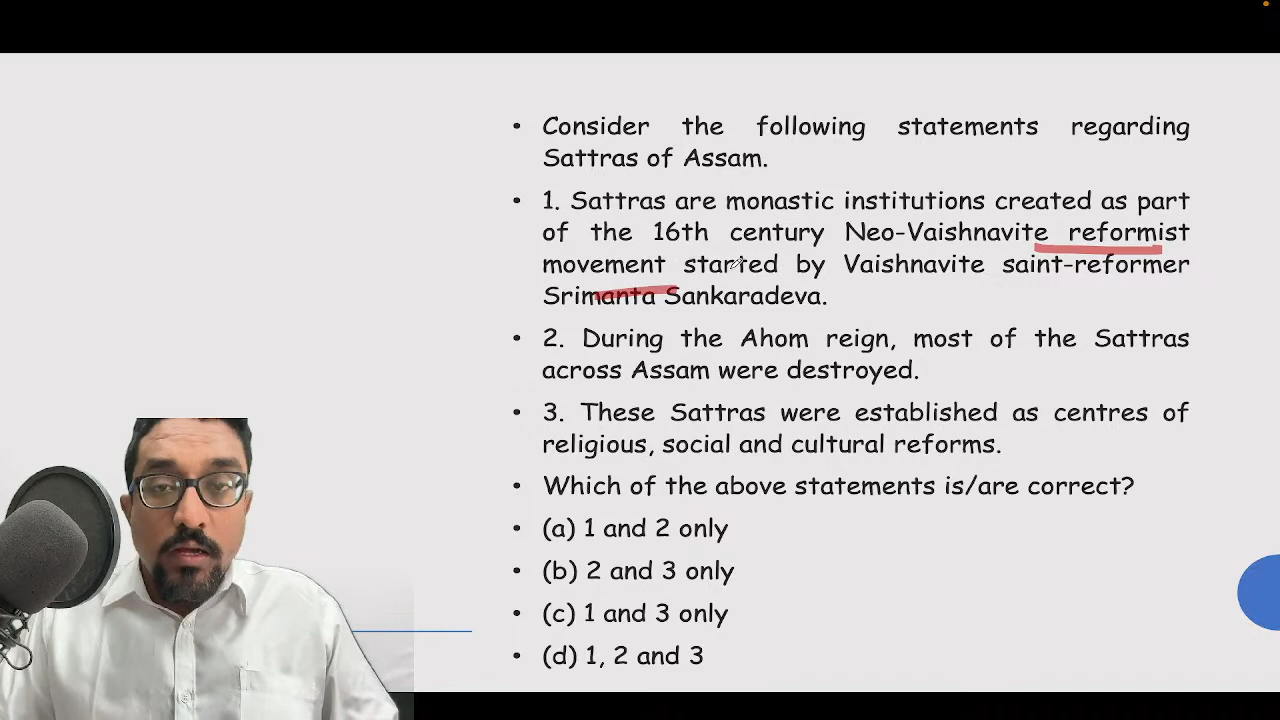 • Consider the following statements regarding
Sattras of Assam.
• 1. Sattras are monastic institutions created as part
of the 16th century Neo-Vaishnavite reformist
movement started by Vaishnavite saint-reformer
Srimanta Sankaradeva.
• 2. During the Ahom reign, most of the Sattras
across Assam were destroyed.
• 3. These Sattras were established as centres of
religious, social and cultural reforms.
• Which of the above statements is/are correct?
• (a) 1 and 2 only
• (b) 2 and 3 only
• (c) 1 and 3 only
• (d) 1, 2 and 3